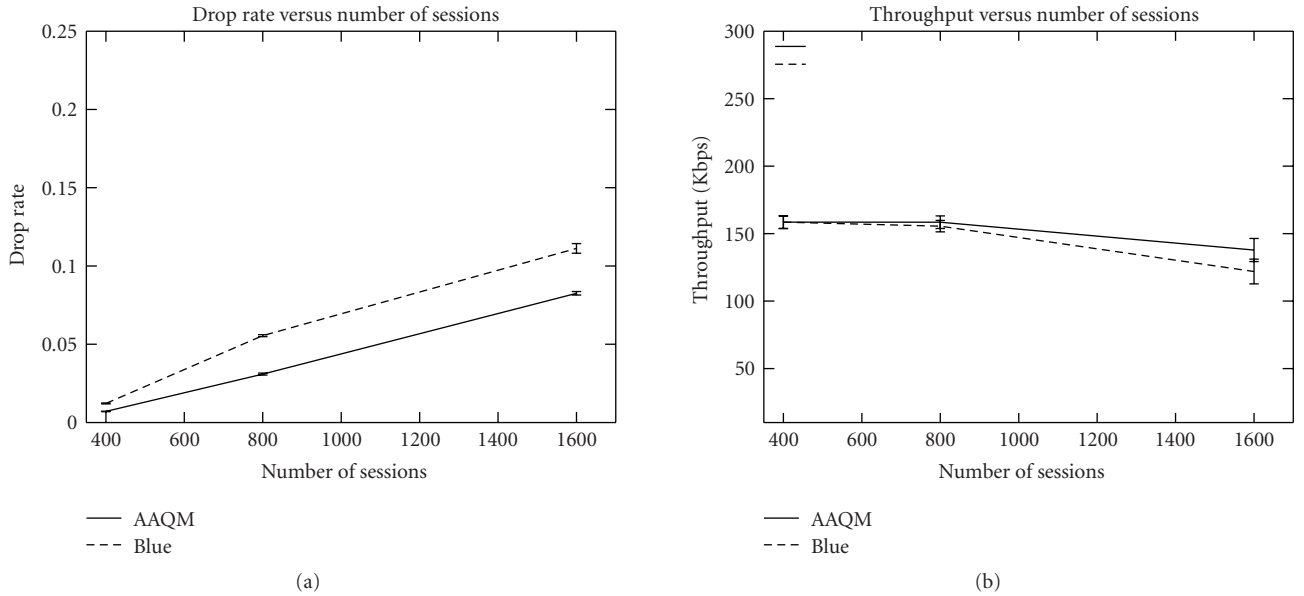 Drop rate versus number of sessions
0.25
0.2
0.15
0.1
0.05
0
Drop rate
400 600 800 1000 1200 1400 1600
Number of sessions
AAQM
Blue
(a)
Throughput versus number of sessions
300
250
200
150
100
50
Throughput (Kbps)
400 600 800 1000 1200 1400 1600
Number of sessions
AAQM
Blue
(b)